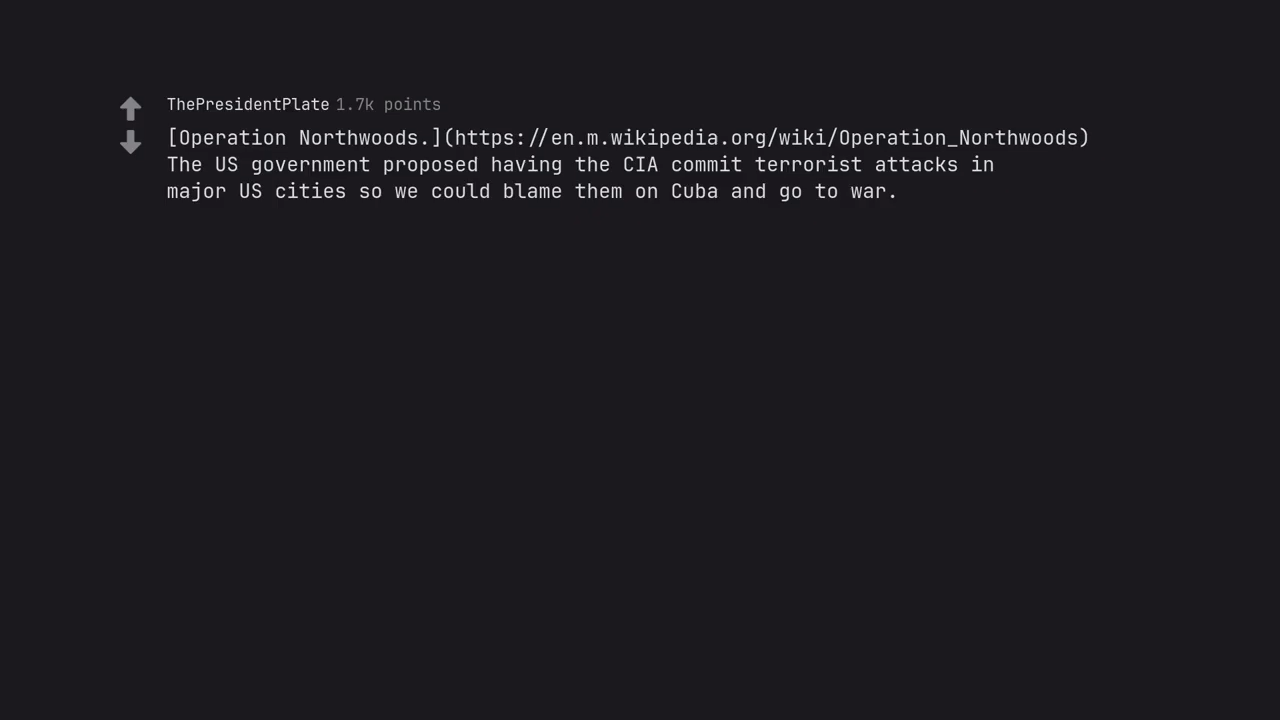 ThePresidentPlate 1.7k points
[Operation Northwoods.](https://en.m.wikipedia.org/wiki/Operation_Northwoods)
The US government proposed having the CIA commit terrorist attacks in
major US cities so we could blame them on Cuba and go to war.